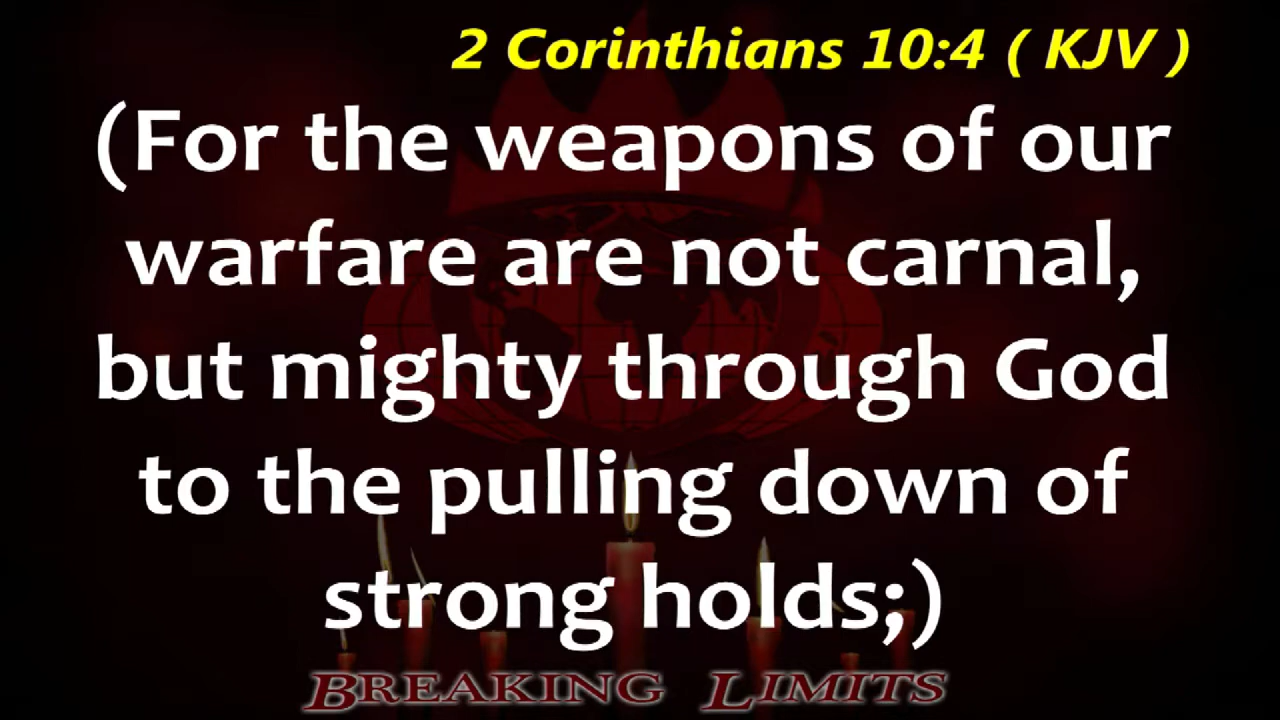 2 Corinthians 10:4 ( KJV )
(For the weapons of our
warfare are not carnal,
but mighty through God
to the pulling down of
strong holds;)
BREAKING LIMITS